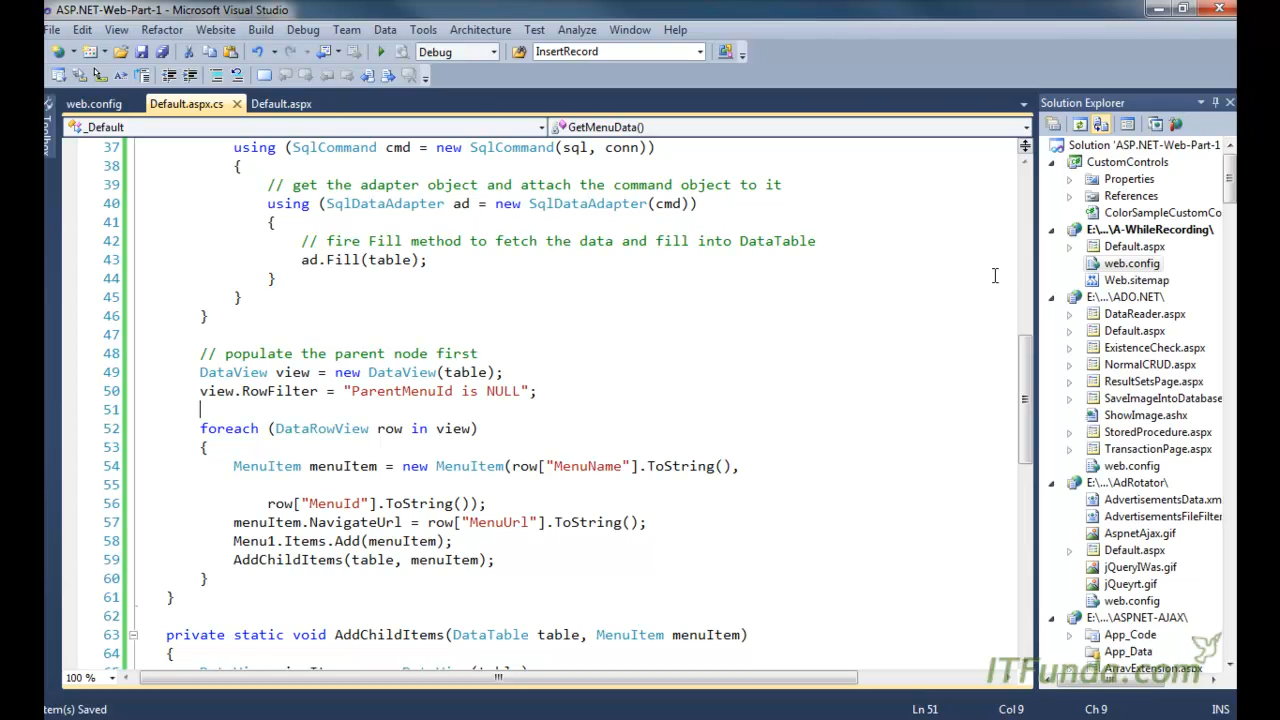 ASP.NET-Web-Part-1 - Microsoft Visual Studio
File Edit View Refactor Website Build Debug Team Data Tools Architecture Test Analyze Window Help
Debug InsertRecord
web.config Default.aspx.cs Default.aspx
Solution Explorer
_Default GetMenuData()
Toolbox
37 using (SqlCommand cmd = new SqlCommand(sql, conn))
38 {
39 // get the adapter object and attach the command object to it
40 using (SqlDataAdapter ad = new SqlDataAdapter(cmd))
41 {
42 // fire Fill method to fetch the data and fill into DataTable
43 ad.Fill(table);
44 }
45 }
46 }
47
48 // populate the parent node first
49 DataView view = new DataView(table);
50 view.RowFilter = "ParentMenuId is NULL";
51
52 foreach (DataRowView row in view)
53 {
54 MenuItem menuItem = new MenuItem(row["MenuName"].ToString(),
55
56 row["MenuId"].ToString());
57 menuItem.NavigateUrl = row["MenuUrl"].ToString();
58 Menu1.Items.Add(menuItem);
59 AddChildItems(table, menuItem);
60 }
61 }
62
63 private static void AddChildItems(DataTable table, MenuItem menuItem)
64 {
Solution 'ASP.NET-Web-Part-1
CustomControls
Properties
References
ColorSampleCustomCo
E:\...\A-WhileRecording\
Default.aspx
web.config
Web.sitemap
E:\...\ADO.NET\
DataReader.aspx
Default.aspx
ExistenceCheck.aspx
NormalCRUD.aspx
ResultSetsPage.aspx
SaveImageIntoDatabase
ShowImage.ashx
StoredProcedure.aspx
TransactionPage.aspx
web.config
E:\...\AdRotator\
AdvertisementsData.xm
AdvertisementsFileFilter
AspnetAjax.gif
Default.aspx
jQueryIWas.gif
jQueyrt.gif
web.config
E:\...\ASPNET-AJAX\
App_Code
App_Data
ArrayExtension.aspx
ITFunda.com
100 %
tem(s) Saved Ln 51 Col 9 Ch 9 INS